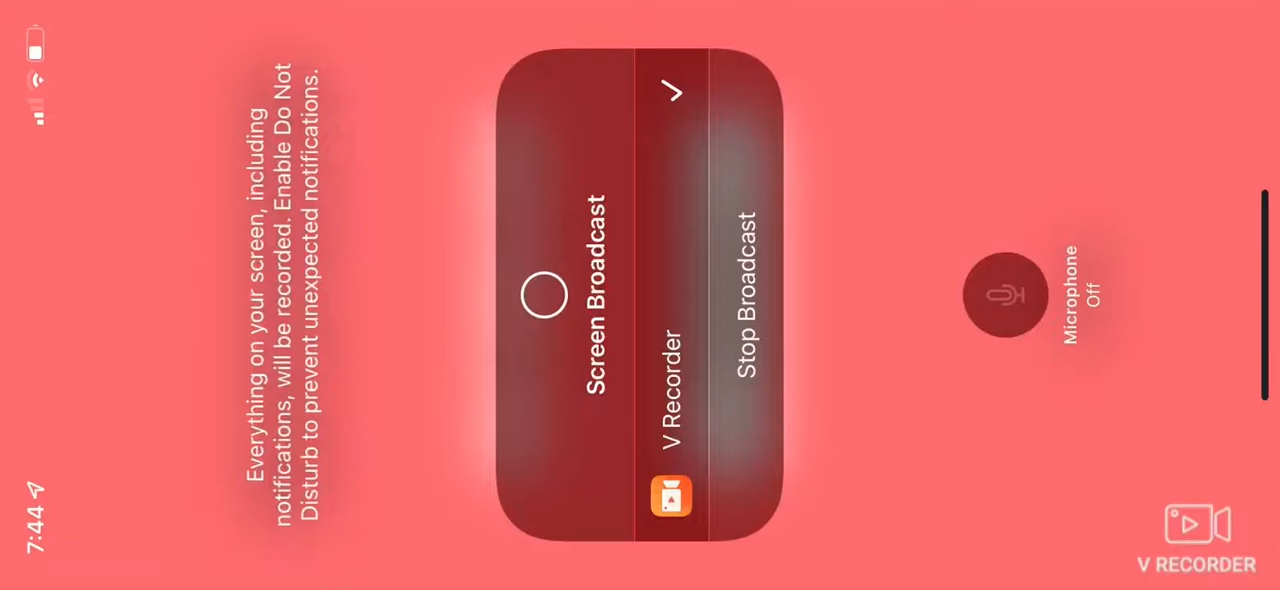 7:44
Everything on your screen, including
notifications, will be recorded. Enable Do Not
Disturb to prevent unexpected notifications.
Screen Broadcast
V Recorder
Stop Broadcast
Microphone
Off
V RECORDER